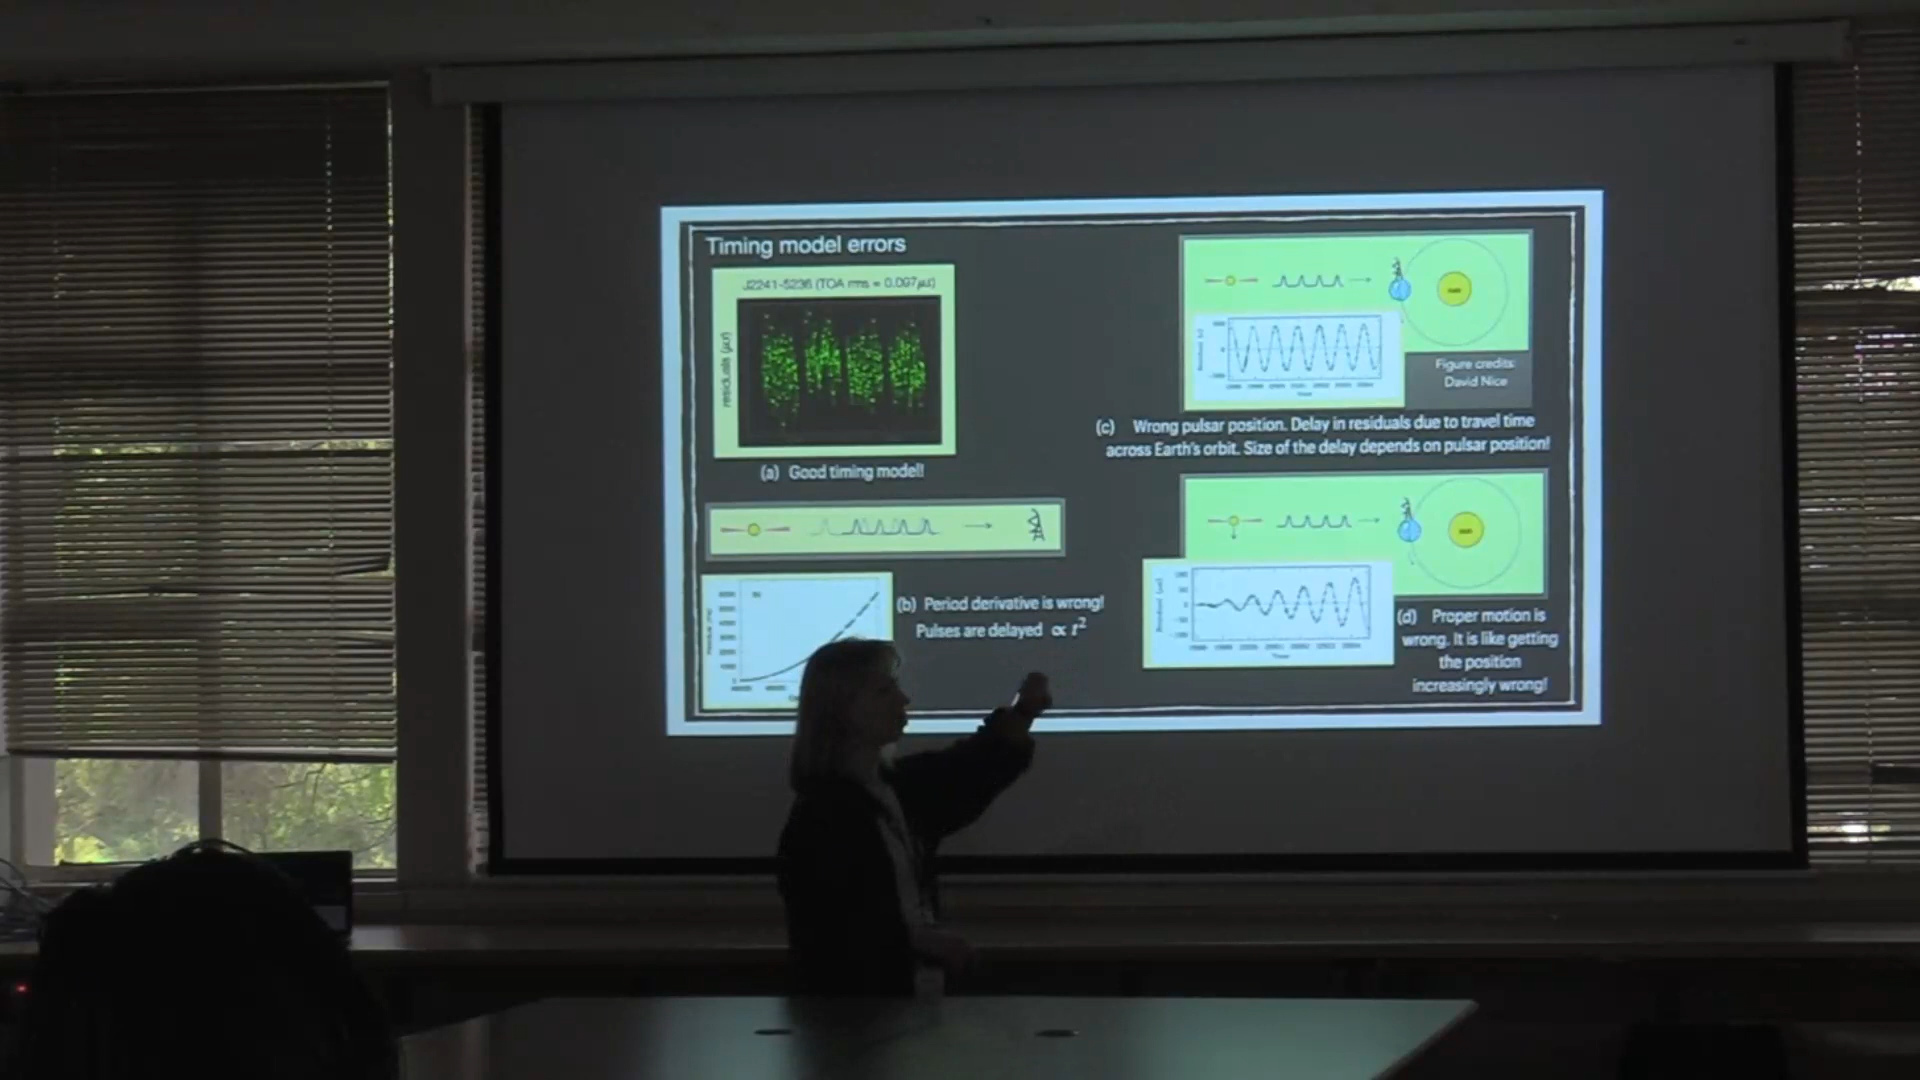 Timing model errors
J2241-5236 (TOA rms = 0.097μs)
residuals (μs)
(a) Good timing model!
(b) Period derivative is wrong!
Pulses are delayed ∝ t²
Figure credits:
David Nice
(c) Wrong pulsar position. Delay in residuals due to travel time
across Earth's orbit. Size of the delay depends on pulsar position!
(d) Proper motion is
wrong. It is like getting
the position
increasingly wrong!